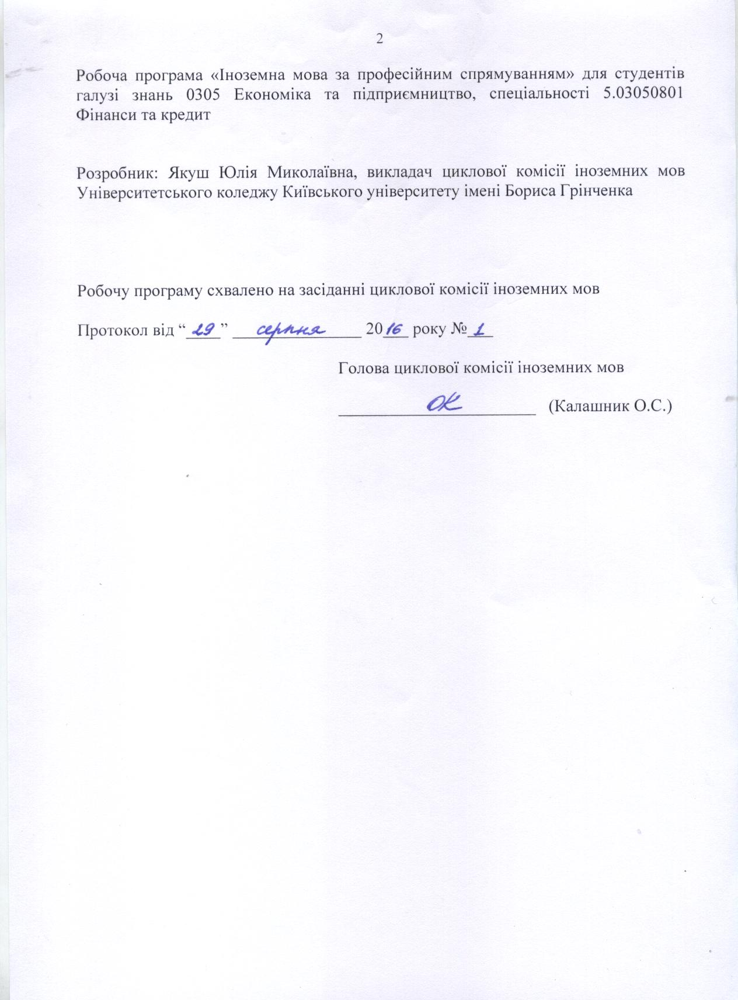 2
Робоча програма «Іноземна мова за професійним спрямуванням» для студентів
галузі знань 0305 Економіка та підприємництво, спеціальності 5.03050801
Фінанси та кредит
Розробник: Якуш Юлія Миколаївна, викладач циклової комісії іноземних мов
Університетського коледжу Київського університету імені Бориса Грінченка
Робочу програму схвалено на засіданні циклової комісії іноземних мов
Протокол від “29” серпня 2016 року №1
Голова циклової комісії іноземних мов
ОК (Калашник О.С.)